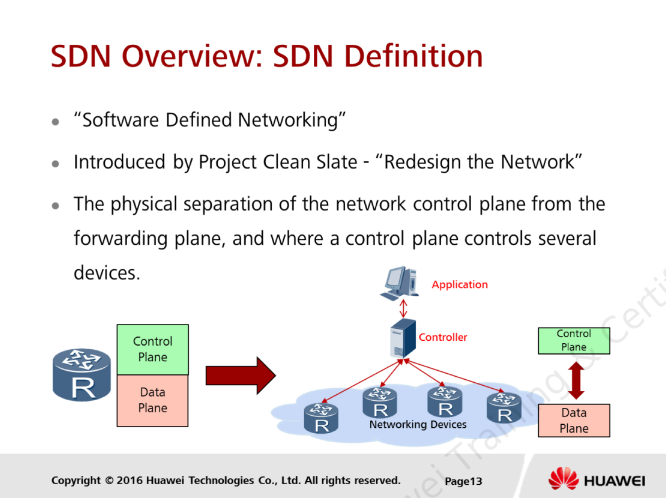 SDN Overview: SDN Definition
“Software Defined Networking”
Introduced by Project Clean Slate - “Redesign the Network”
The physical separation of the network control plane from the
forwarding plane, and where a control plane controls several
devices.
Application
Controller
Control
Plane
Data
Plane
R
R
R
R
R
Networking Devices
Control
Plane
Data
Plane
ei Training & Certifi
Copyright © 2016 Huawei Technologies Co., Ltd. All rights reserved.
Page13
HUAWEI